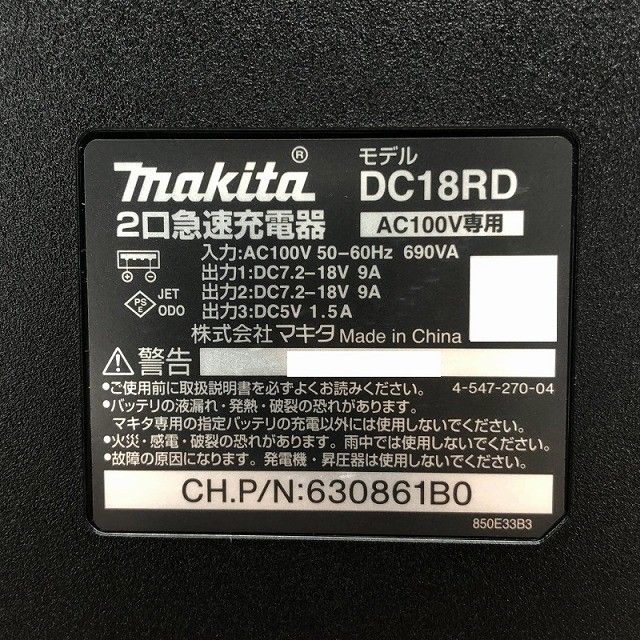 makita®
モデル
DC18RD
2口急速充電器
AC100V専用
入力:AC100V 50-60Hz 690VA
出力1:DC7.2-18V 9A
出力2:DC7.2-18V 9A
出力3:DC5V 1.5A
PS
E
JET
ODO
株式会社マキタ Made in China
警告
•ご使用前に取扱説明書を必ずよくお読みください。
4-547-270-04
•バッテリの液漏れ・発熱・破裂の恐れがあります。
マキタ専用の指定バッテリの充電以外には使用しないでください。
•火災・感電・破裂の恐れがあります。雨中では使用しないでください。
•故障の原因になります。発電機・昇圧器は使用しないでください。
CH.P/N:630861B0
850E33B3